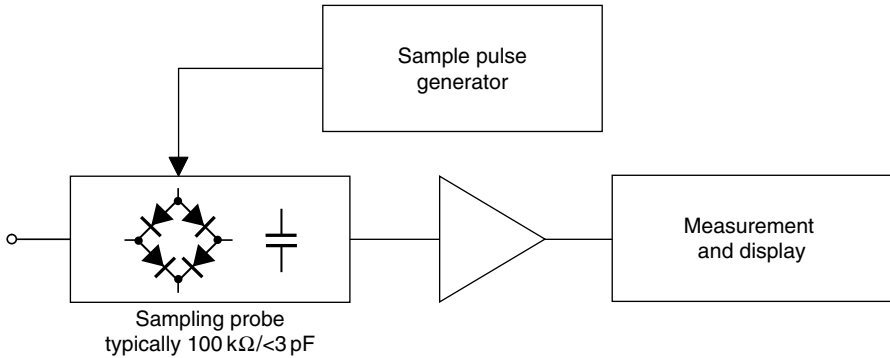 Sample pulse
generator
Measurement
and display
Sampling probe
typically 100 kΩ/<3 pF